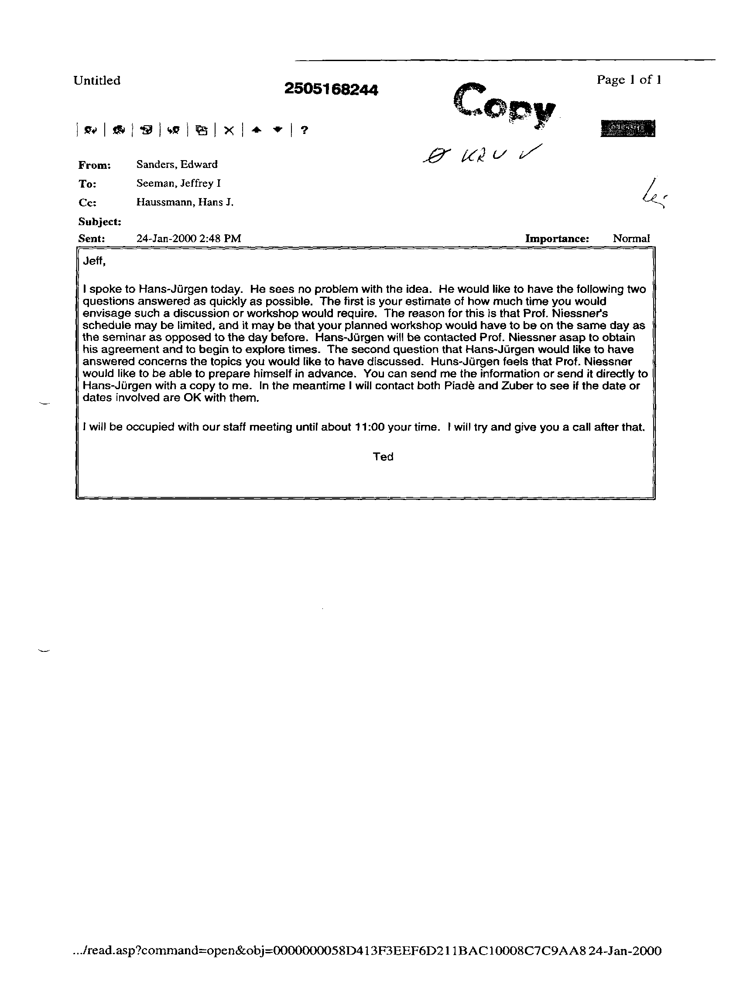 Untitled
2505168244
Copy
Page 1 of 1
?
Ø KRU ✓
From: Sanders, Edward
To: Seeman, Jeffrey I
Cc: Haussmann, Hans J.
Subject:
Sent: 24-Jan-2000 2:48 PM Importance: Normal
Jeff,
I spoke to Hans-Jürgen today. He sees no problem with the idea. He would like to have the following two
questions answered as quickly as possible. The first is your estimate of how much time you would
envisage such a discussion or workshop would require. The reason for this is that Prof. Niessner's
schedule may be limited, and it may be that your planned workshop would have to be on the same day as
the seminar as opposed to the day before. Hans-Jürgen will be contacted Prof. Niessner asap to obtain
his agreement and to begin to explore times. The second question that Hans-Jürgen would like to have
answered concerns the topics you would like to have discussed. Huns-Jürgen feels that Prof. Niessner
would like to be able to prepare himself in advance. You can send me the information or send it directly to
Hans-Jürgen with a copy to me. In the meantime I will contact both Piadè and Zuber to see if the date or
dates involved are OK with them.
I will be occupied with our staff meeting until about 11:00 your time. I will try and give you a call after that.
Ted
.../read.asp?command=open&obj=0000000058D413F3EEF6D211BAC10008C7C9AA8 24-Jan-2000